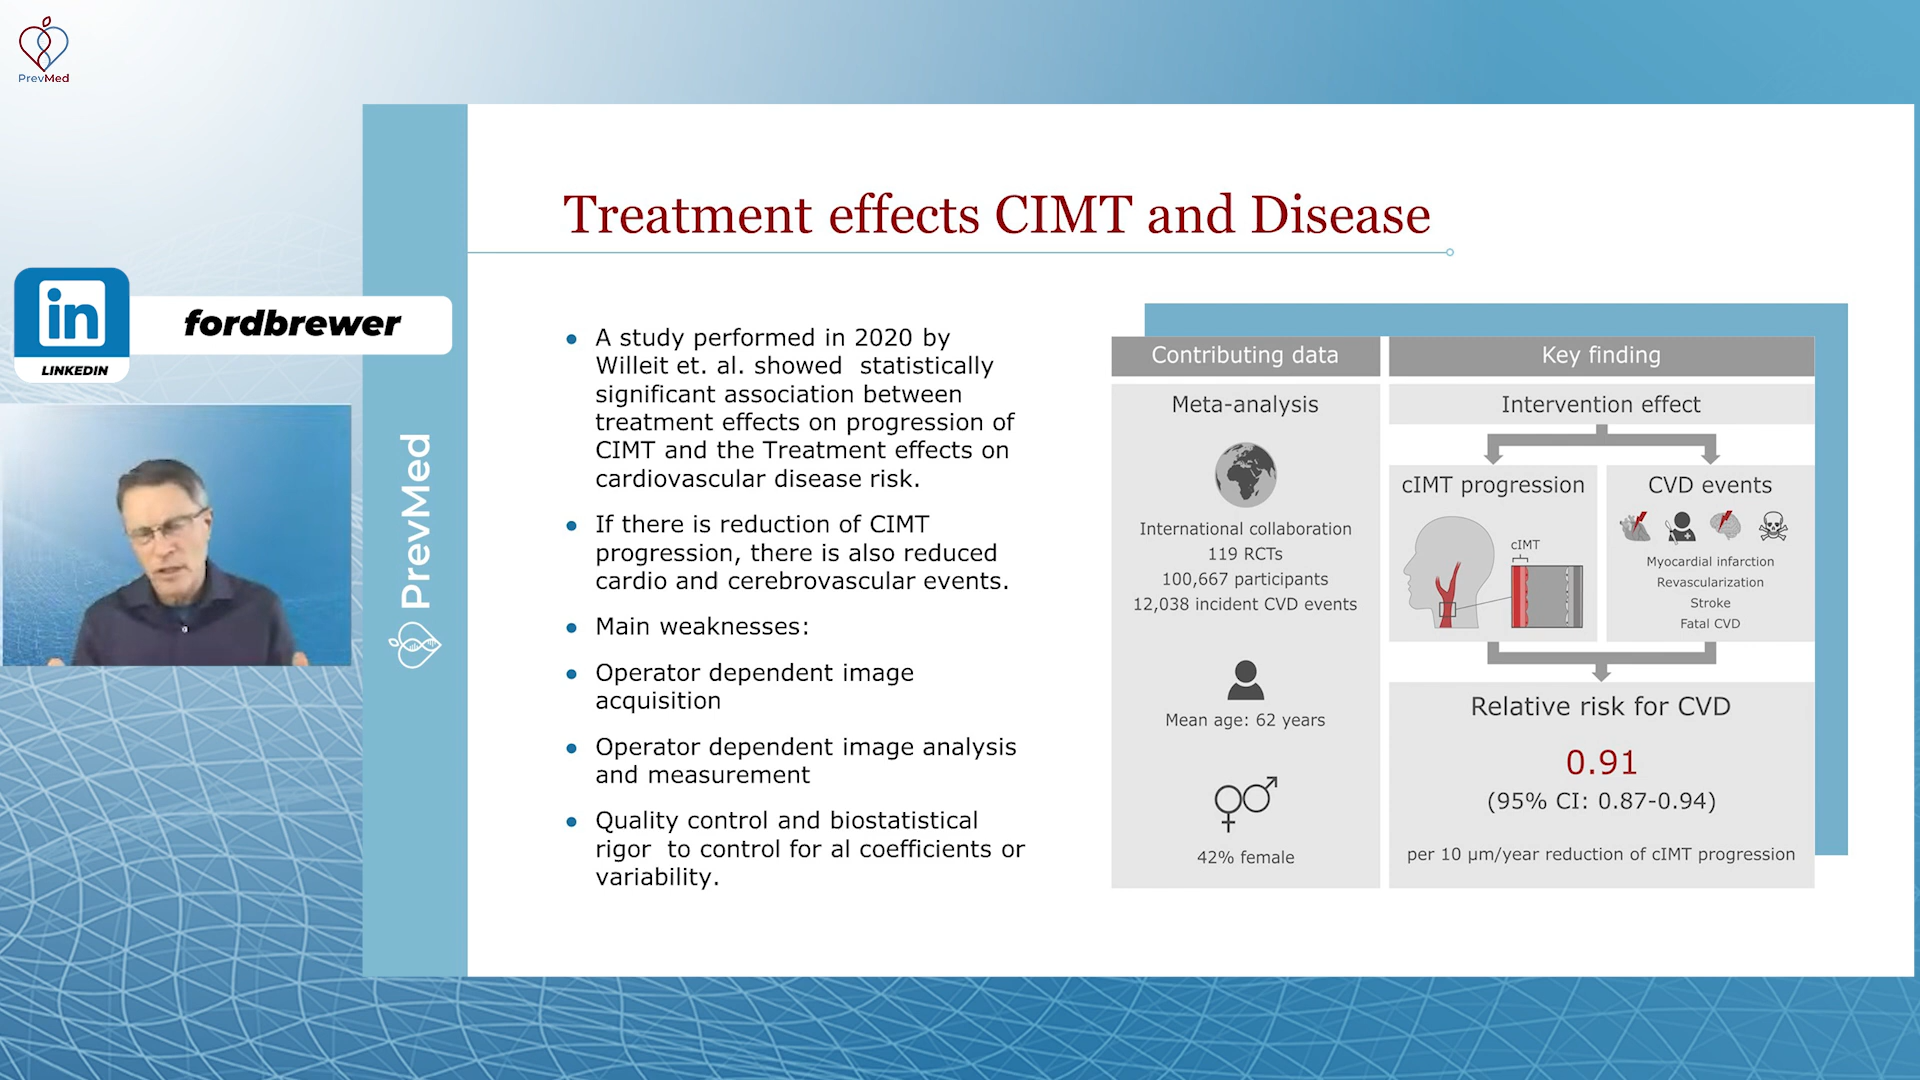 PrevMed
in
LINKEDIN
fordbrewer
PrevMed
Treatment effects CIMT and Disease
• A study performed in 2020 by
Willeit et. al. showed statistically
significant association between
treatment effects on progression of
CIMT and the Treatment effects on
cardiovascular disease risk.
• If there is reduction of CIMT
progression, there is also reduced
cardio and cerebrovascular events.
• Main weaknesses:
• Operator dependent image
acquisition
• Operator dependent image analysis
and measurement
• Quality control and biostatistical
rigor to control for al coefficients or
variability.
Contributing data
Meta-analysis
International collaboration
119 RCTs
100,667 participants
12,038 incident CVD events
Mean age: 62 years
42% female
Key finding
Intervention effect
cIMT progression
cIMT
CVD events
Myocardial infarction
Revascularization
Stroke
Fatal CVD
Relative risk for CVD
0.91
(95% CI: 0.87-0.94)
per 10 µm/year reduction of cIMT progression